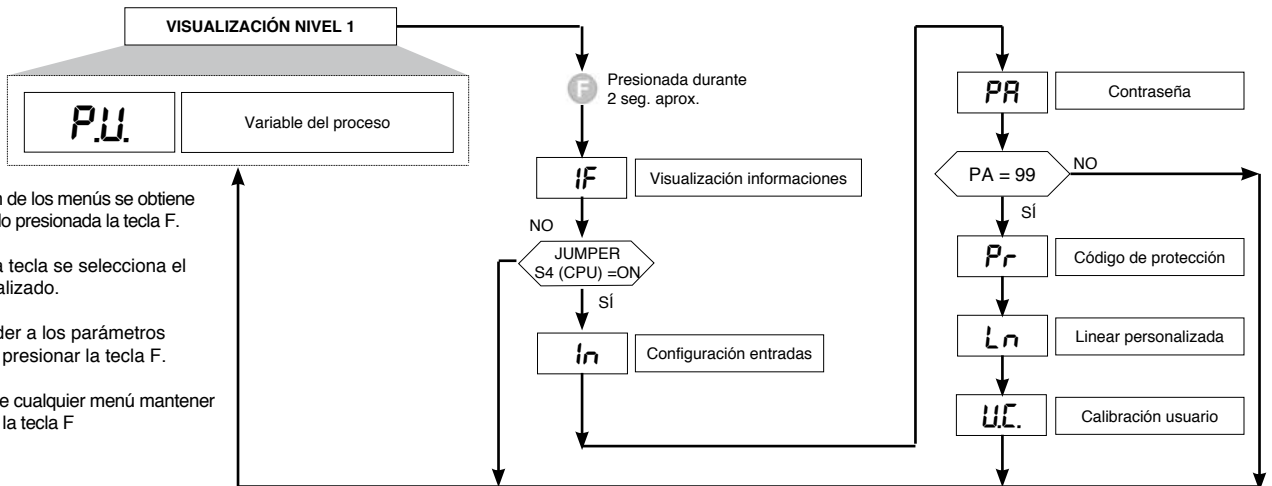 VISUALIZACIÓN NIVEL 1
P.U.
Variable del proceso
n de los menús se obtiene
lo presionada la tecla F.
a tecla se selecciona el
alizado.
der a los parámetros
presionar la tecla F.
e cualquier menú mantener
la tecla F
F
Presionada durante
2 seg. aprox.
IF
Visualización informaciones
NO
JUMPER
S4 (CPU) =ON
SÍ
In
Configuración entradas
PA
Contraseña
PA = 99
NO
SÍ
Pr
Código de protección
Ln
Linear personalizada
U.C.
Calibración usuario